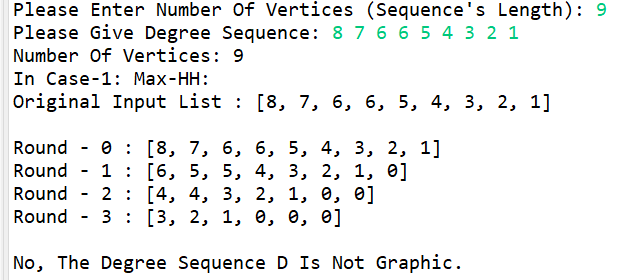 Please Enter Number Of Vertices (Sequence's Length): 9
Please Give Degree Sequence: 8 7 6 6 5 4 3 2 1
Number Of Vertices: 9
In Case-1: Max-HH:
Original Input List : [8, 7, 6, 6, 5, 4, 3, 2, 1]
Round - 0 : [8, 7, 6, 6, 5, 4, 3, 2, 1]
Round - 1 : [6, 5, 5, 4, 3, 2, 1, 0]
Round - 2 : [4, 4, 3, 2, 1, 0, 0]
Round - 3 : [3, 2, 1, 0, 0, 0]
No, The Degree Sequence D Is Not Graphic.